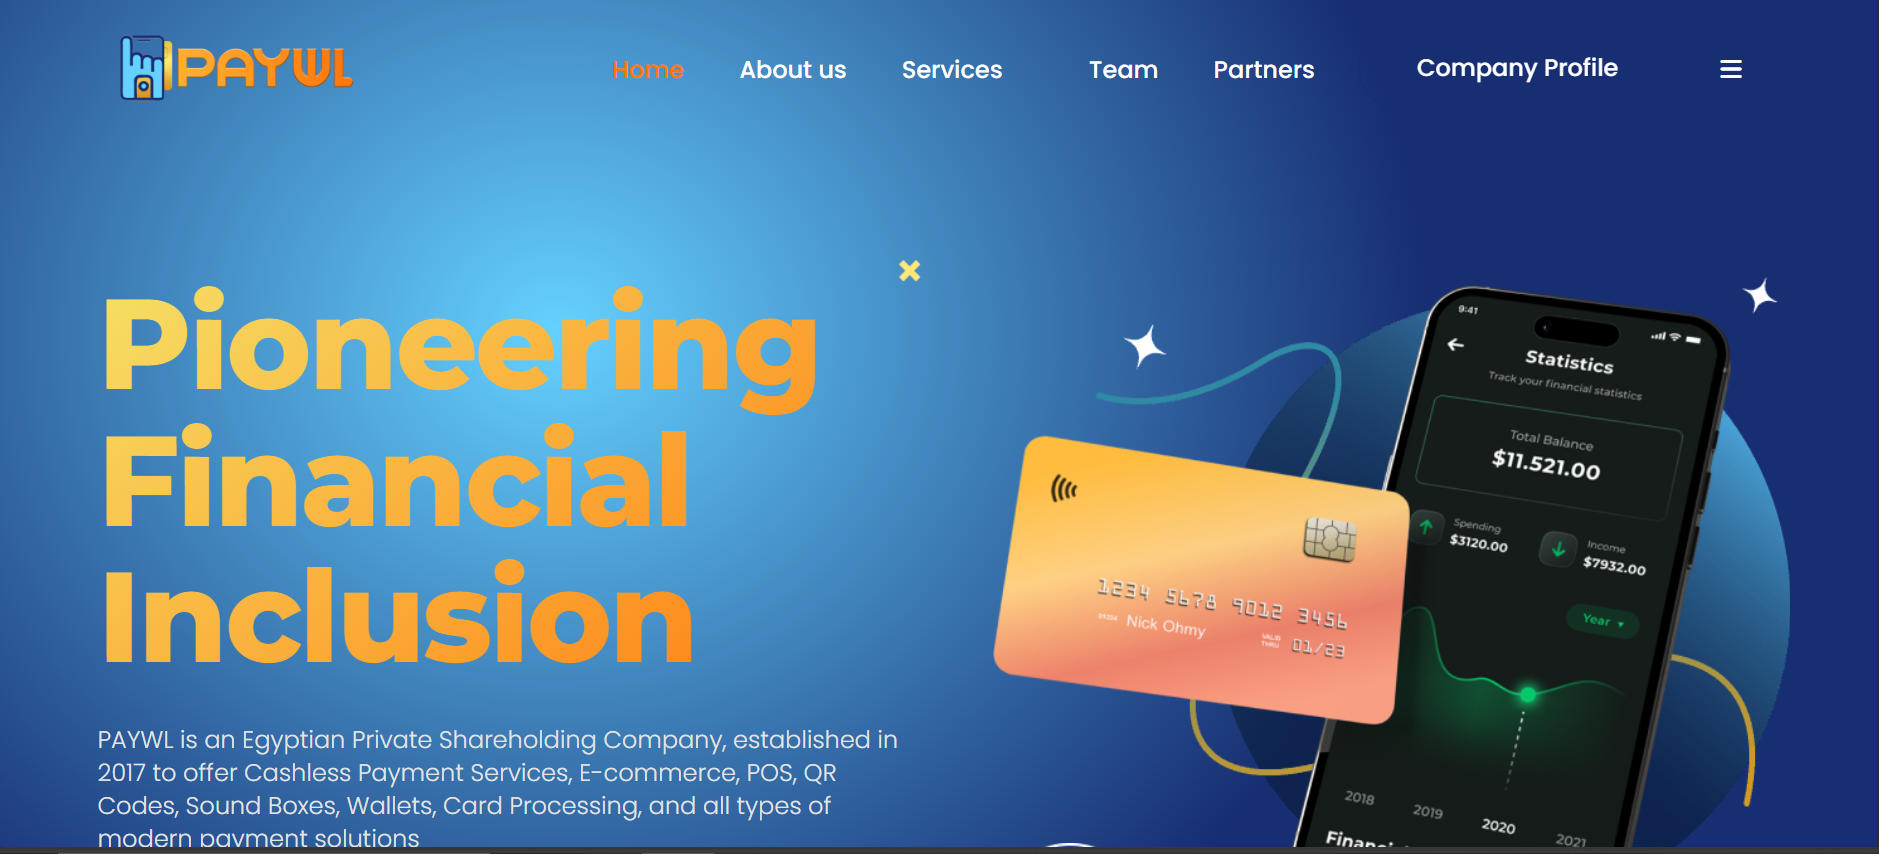 PAYWL
Home
About us
Services
Team
Partners
Company Profile
Pioneering
Financial
Inclusion
PAYWL is an Egyptian Private Shareholding Company, established in
2017 to offer Cashless Payment Services, E-commerce, POS, QR
Codes, Sound Boxes, Wallets, Card Processing, and all types of
modern payment solutions
1234 5678 9012 3456
01234 Nick Ohmy
VALID
THRU 01/23
9:41
Statistics
Track your financial statistics
Total Balance
$11.521.00
Spending
$3120.00
Income
$7932.00
Year
2018 2019 2020 2021